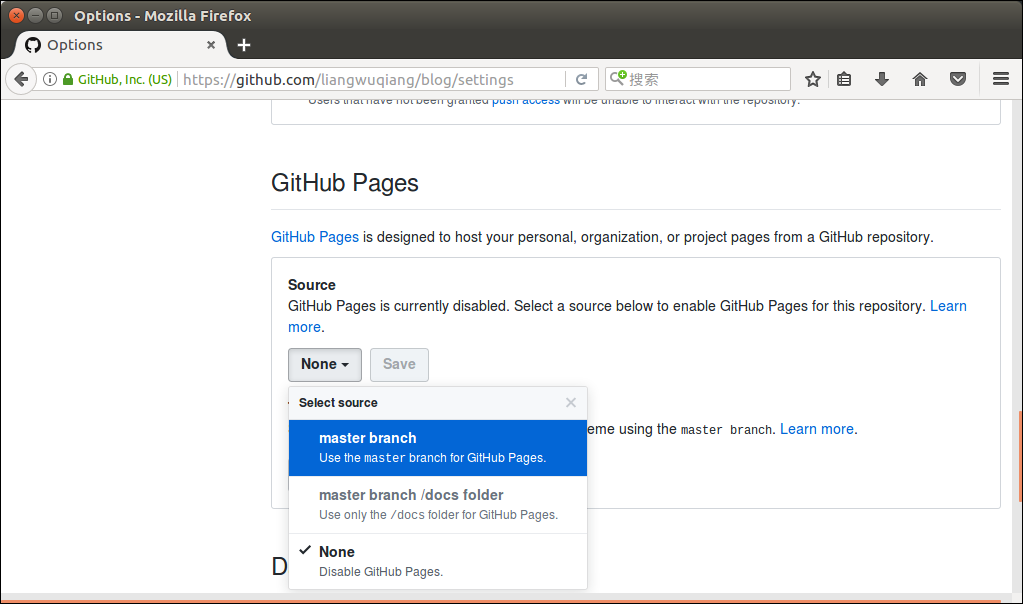 Options - Mozilla Firefox
Options
GitHub, Inc. (US) https://github.com/liangwuqiang/blog/settings 搜索
Users that have not been granted push access will be unable to interact with the repository.
GitHub Pages
GitHub Pages is designed to host your personal, organization, or project pages from a GitHub repository.
Source
GitHub Pages is currently disabled. Select a source below to enable GitHub Pages for this repository. Learn
more.
None Save
Select source
master branch
Use the master branch for GitHub Pages.
eme using the master branch. Learn more.
master branch /docs folder
Use only the /docs folder for GitHub Pages.
None
Disable GitHub Pages.
D